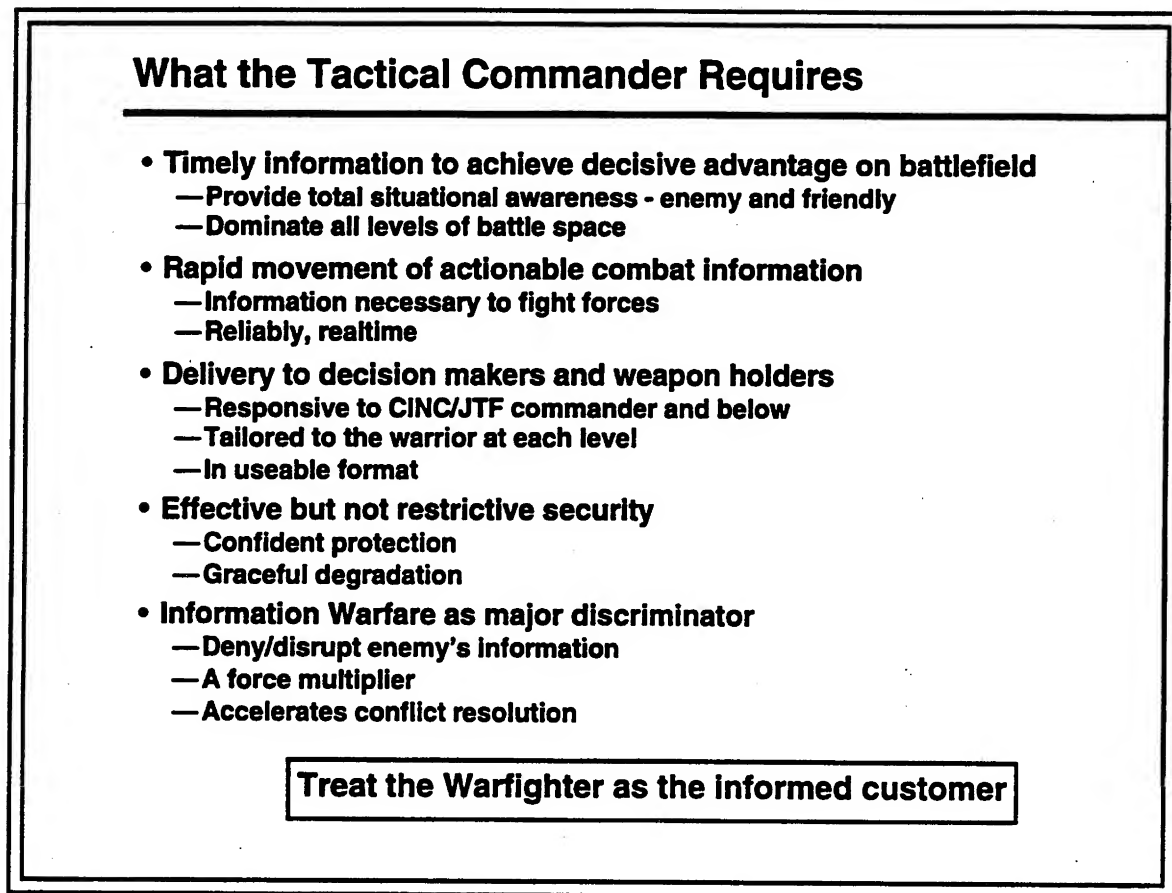 What the Tactical Commander Requires
• Timely information to achieve decisive advantage on battlefield
—Provide total situational awareness - enemy and friendly
—Dominate all levels of battle space
• Rapid movement of actionable combat information
—Information necessary to fight forces
—Reliably, realtime
• Delivery to decision makers and weapon holders
—Responsive to CINC/JTF commander and below
—Tailored to the warrior at each level
—In useable format
• Effective but not restrictive security
—Confident protection
—Graceful degradation
• Information Warfare as major discriminator
—Deny/disrupt enemy's information
—A force multiplier
—Accelerates conflict resolution
Treat the Warfighter as the informed customer